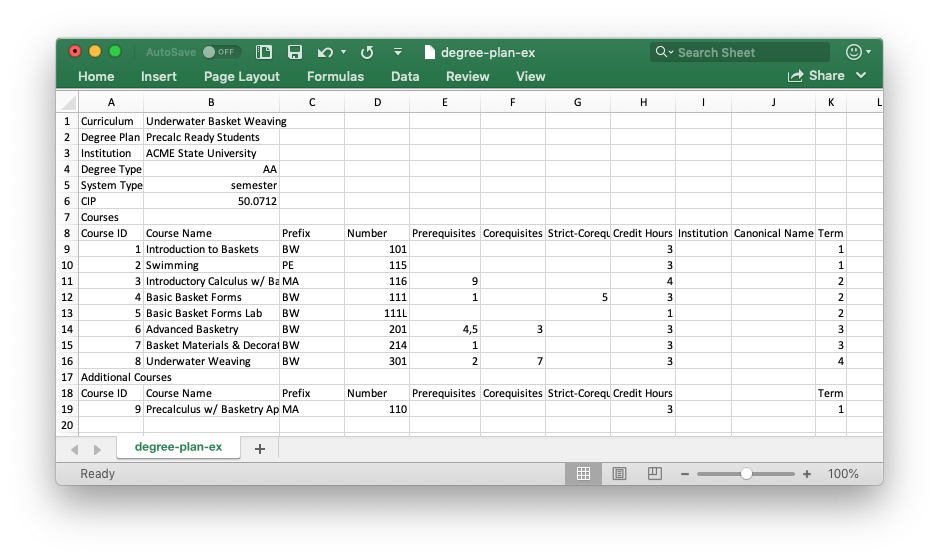 AutoSave OFF degree-plan-ex Search Sheet
Home Insert Page Layout Formulas Data Review View Share
A B C D E F G H I J K L
1 Curriculum Underwater Basket Weaving
2 Degree Plan Precalc Ready Students
3 Institution ACME State University
4 Degree Type AA
5 System Type semester
6 CIP 50.0712
7 Courses
8 Course ID Course Name Prefix Number Prerequisites Corequisites Strict-Corequ Credit Hours Institution Canonical Name Term
9 1 Introduction to Baskets BW 101 3 1
10 2 Swimming PE 115 3 1
11 3 Introductory Calculus w/ Ba MA 116 9 4 2
12 4 Basic Basket Forms BW 111 1 5 3 2
13 5 Basic Basket Forms Lab BW 111L 1 2
14 6 Advanced Basketry BW 201 4,5 3 3 3
15 7 Basket Materials & Decorat BW 214 1 3 3
16 8 Underwater Weaving BW 301 2 7 3 4
17 Additional Courses
18 Course ID Course Name Prefix Number Prerequisites Corequisites Strict-Corequ Credit Hours Term
19 9 Precalculus w/ Basketry Ap MA 110 3 1
20
degree-plan-ex +
Ready - + 100%